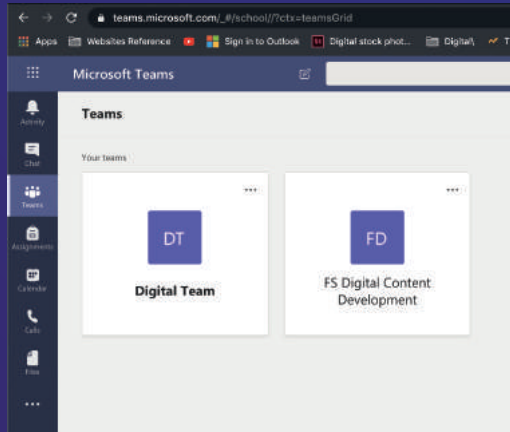 teams.microsoft.com/_#/school//?ctx=teamsGrid
Apps Websites Reference Sign in to Outlook Digital stock phot... Digital\ T
Microsoft Teams
Activity
Teams
Chat
Your teams
Teams
Assignments
Calendar
Calls
Files
DT
Digital Team
FD
FS Digital Content
Development